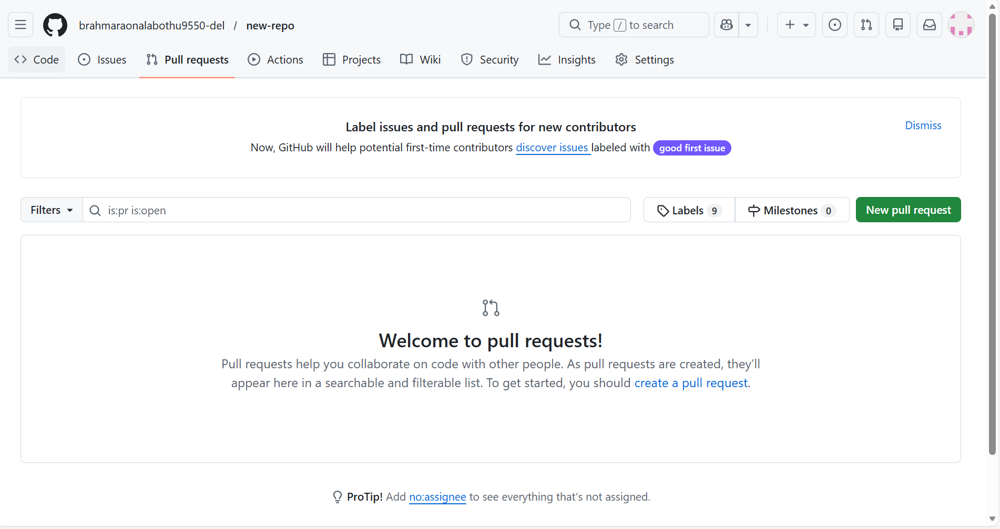 brahmaraonalabothu9550-del / new-repo
Type / to search
Code Issues Pull requests Actions Projects Wiki Security Insights Settings
Label issues and pull requests for new contributors
Dismiss
Now, GitHub will help potential first-time contributors discover issues labeled with good first issue
Filters is:pr is:open Labels 9 Milestones 0 New pull request
Welcome to pull requests!
Pull requests help you collaborate on code with other people. As pull requests are created, they’ll
appear here in a searchable and filterable list. To get started, you should create a pull request.
ProTip! Add no:assignee to see everything that’s not assigned.